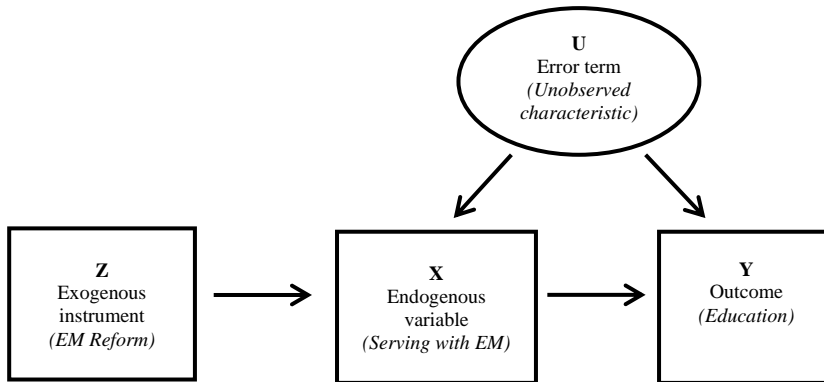 U
Error term
(Unobserved
characteristic)
Z
Exogenous
instrument
(EM Reform)
X
Endogenous
variable
(Serving with EM)
Y
Outcome
(Education)